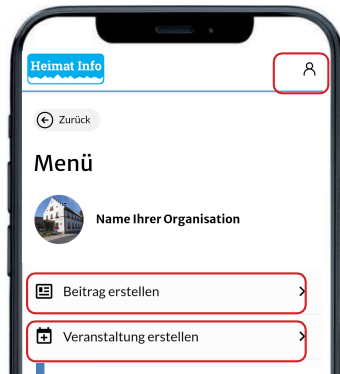 Heimat Info
Zurück
Menü
Name Ihrer Organisation
Beitrag erstellen
Veranstaltung erstellen